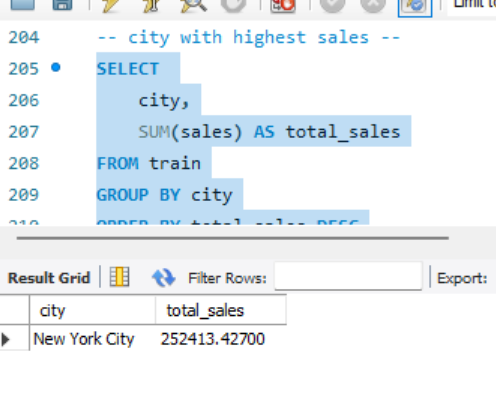 Limit to
204 -- city with highest sales --
205 SELECT
206 city,
207 SUM(sales) AS total_sales
208 FROM train
209 GROUP BY city
210 ORDER BY total_sales DESC
Result Grid Filter Rows: Export:
city total_sales
New York City 252413.42700